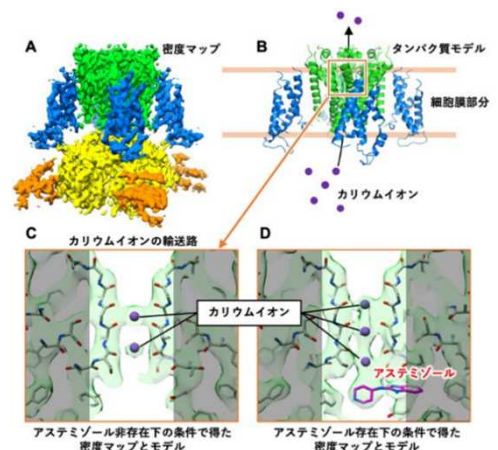 A
密度マップ
B
タンパク質モデル
細胞膜部分
カリウムイオン
C
カリウムイオンの輸送路
D
カリウムイオン
アステミゾール
アステミゾール非存在下の条件で得た
密度マップとモデル
アステミゾール存在下の条件で得た
密度マップとモデル